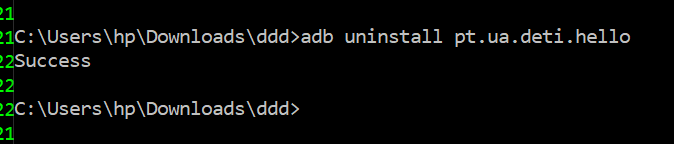 21
21C:\Users\hp\Downloads\ddd>adb uninstall pt.ua.deti.hello
22Success
22
22C:\Users\hp\Downloads\ddd>
21